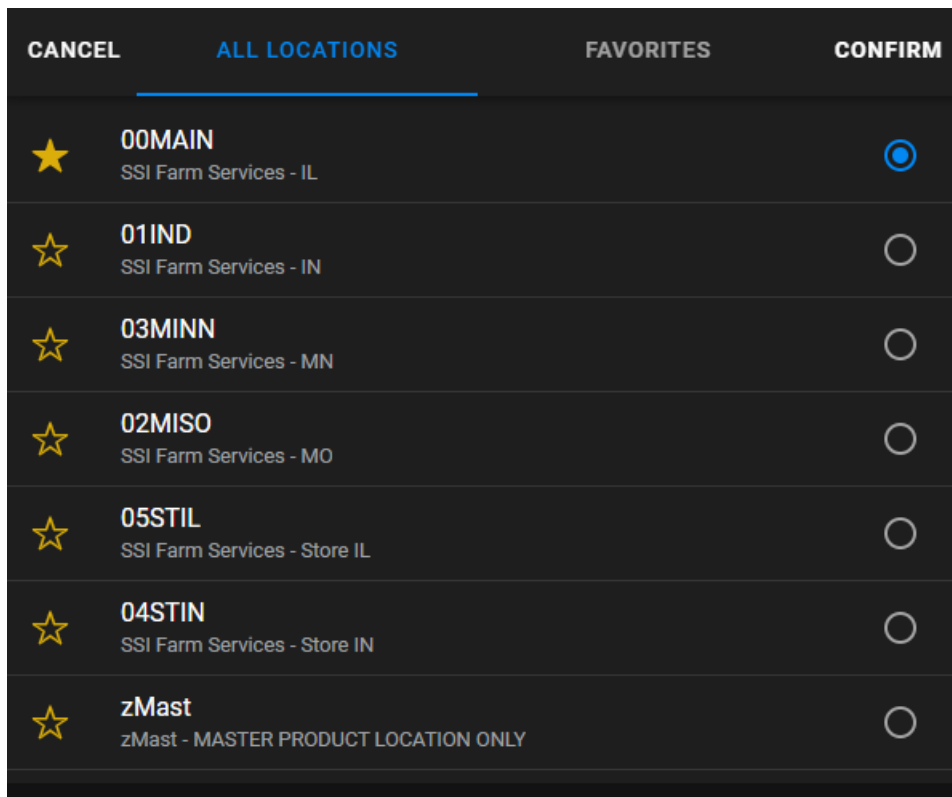 CANCEL ALL LOCATIONS FAVORITES CONFIRM
00MAIN
SSI Farm Services - IL
01IND
SSI Farm Services - IN
03MINN
SSI Farm Services - MN
02MISO
SSI Farm Services - MO
05STIL
SSI Farm Services - Store IL
04STIN
SSI Farm Services - Store IN
zMast
zMast - MASTER PRODUCT LOCATION ONLY